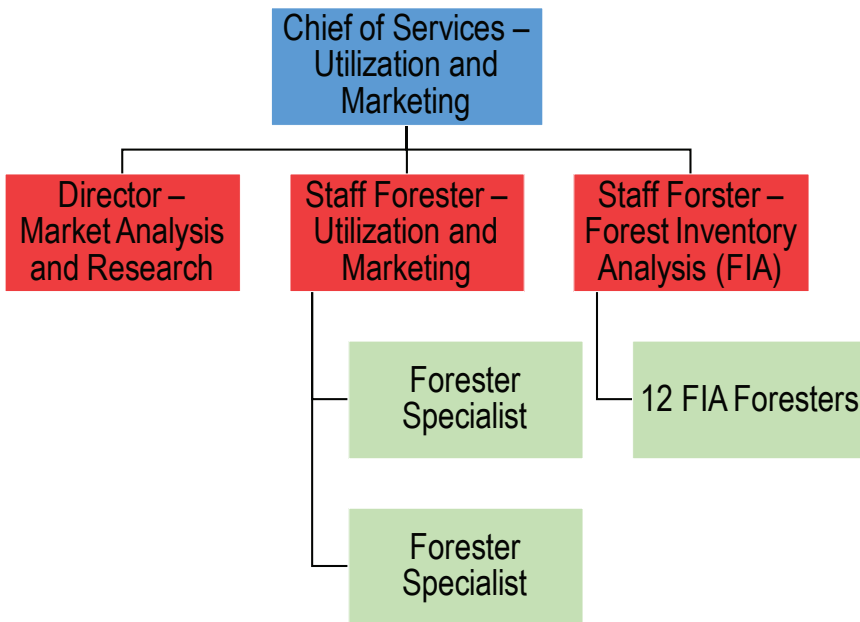 Chief of Services –
Utilization and
Marketing
Director –
Market Analysis
and Research
Staff Forester –
Utilization and
Marketing
Staff Forster –
Forest Inventory
Analysis (FIA)
Forester
Specialist
12 FIA Foresters
Forester
Specialist